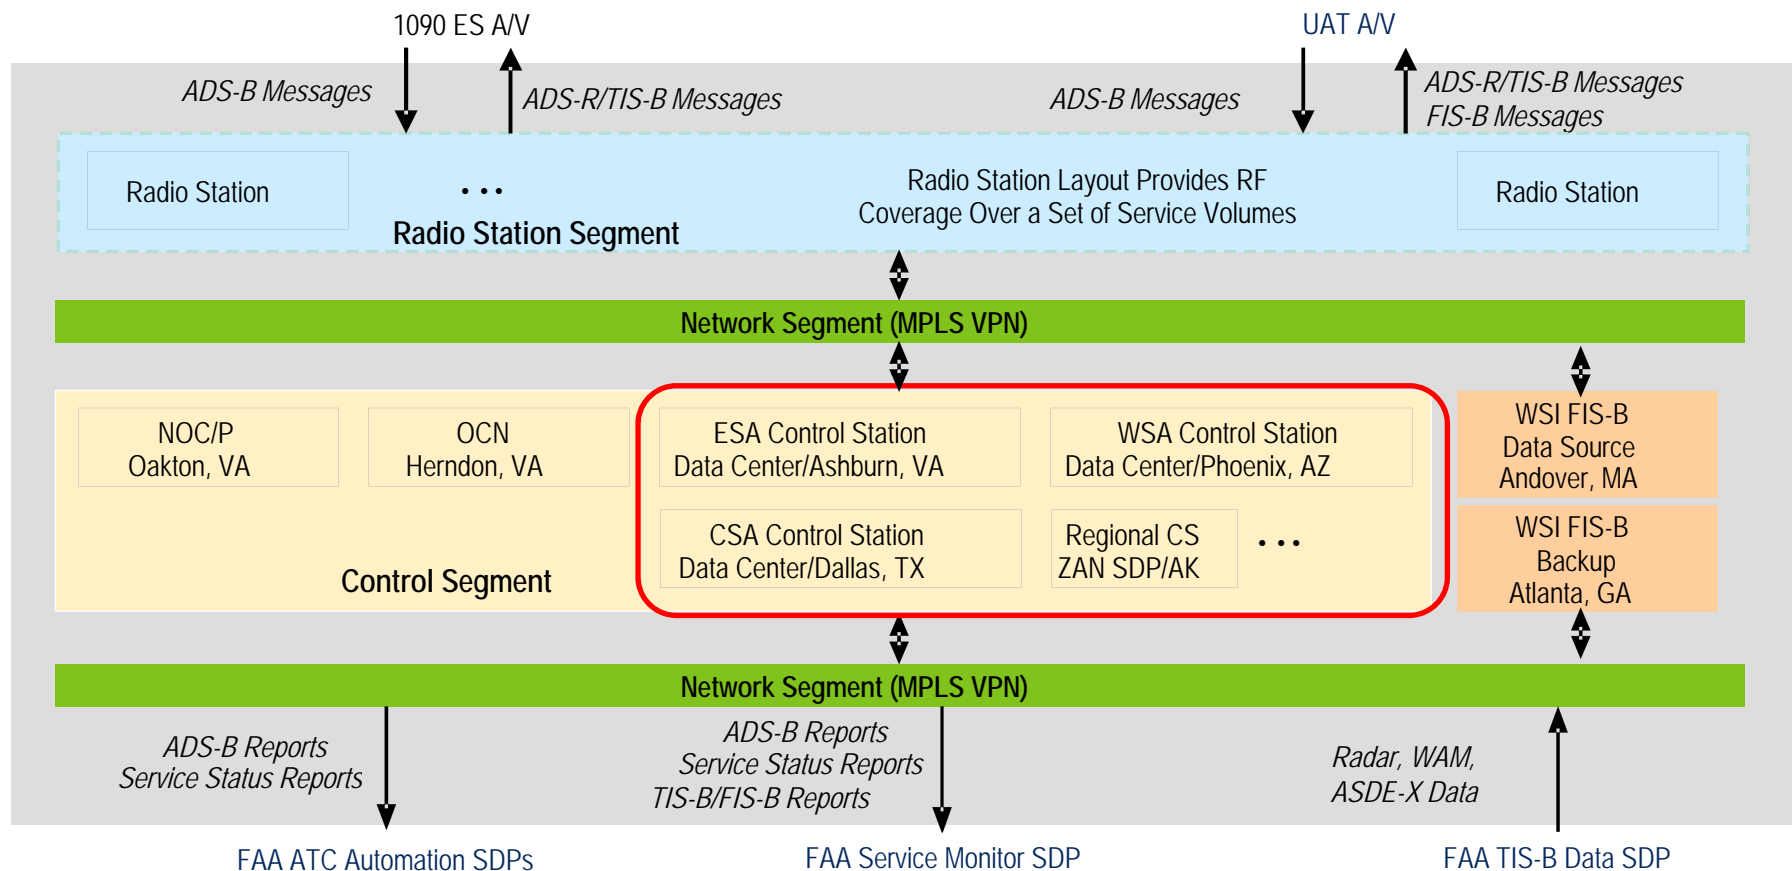 1090 ES A/V
UAT A/V
ADS-B Messages
ADS-R/TIS-B Messages
ADS-B Messages
ADS-R/TIS-B Messages
FIS-B Messages
Radio Station
...
Radio Station Layout Provides RF
Coverage Over a Set of Service Volumes
Radio Station
Radio Station Segment
Network Segment (MPLS VPN)
NOC/P
Oakton, VA
OCN
Herndon, VA
ESA Control Station
Data Center/Ashburn, VA
WSA Control Station
Data Center/Phoenix, AZ
WSI FIS-B
Data Source
Andover, MA
CSA Control Station
Data Center/Dallas, TX
Regional CS
ZAN SDP/AK
...
WSI FIS-B
Backup
Atlanta, GA
Control Segment
Network Segment (MPLS VPN)
ADS-B Reports
Service Status Reports
ADS-B Reports
Service Status Reports
TIS-B/FIS-B Reports
Radar, WAM,
ASDE-X Data
FAA ATC Automation SDPs
FAA Service Monitor SDP
FAA TIS-B Data SDP